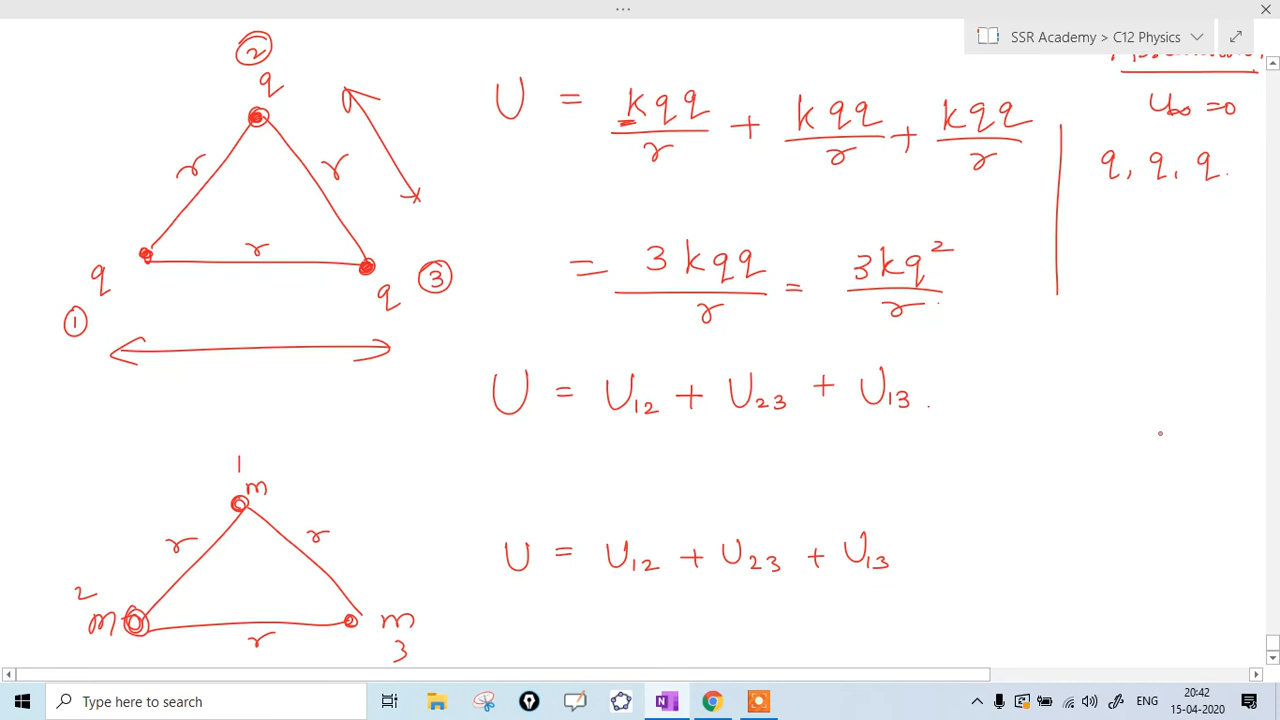 SSR Academy > C12 Physics
U∞ = 0
q, q, q.
②
q
r
r
r
q
①
q
③
U = kqq/r + kqq/r + kqq/r
= 3kqq/r = 3kq²/r.
U = U₁₂ + U₂₃ + U₁₃.
1
m
r
r
2
m
r
m
3
U = U₁₂ + U₂₃ + U₁₃
Type here to search
ENG
20:42
15-04-2020